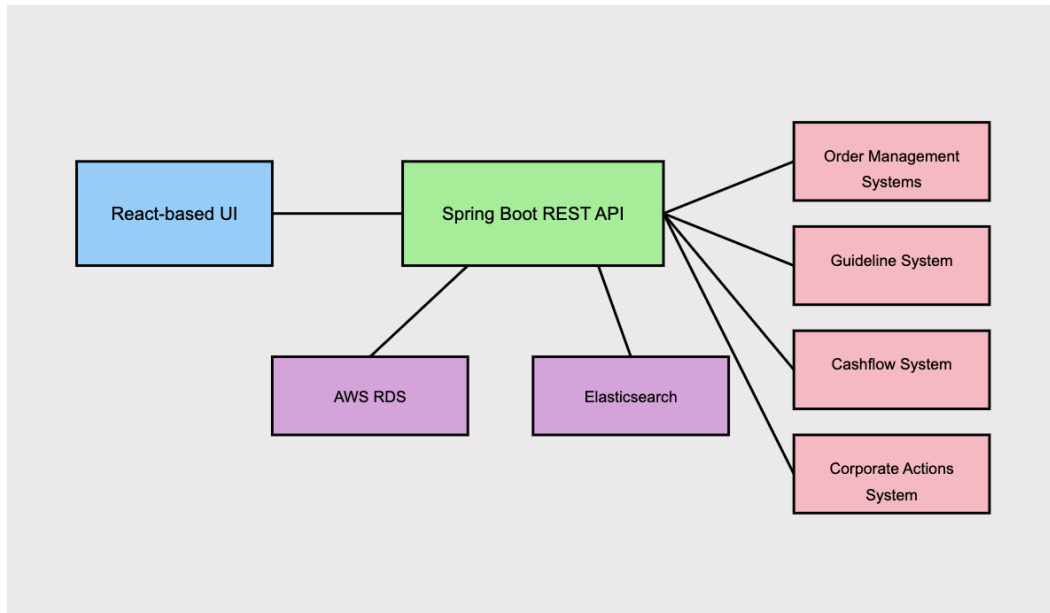 React-based UI
Spring Boot REST API
Order Management
Systems
Guideline System
Cashflow System
Corporate Actions
System
AWS RDS
Elasticsearch